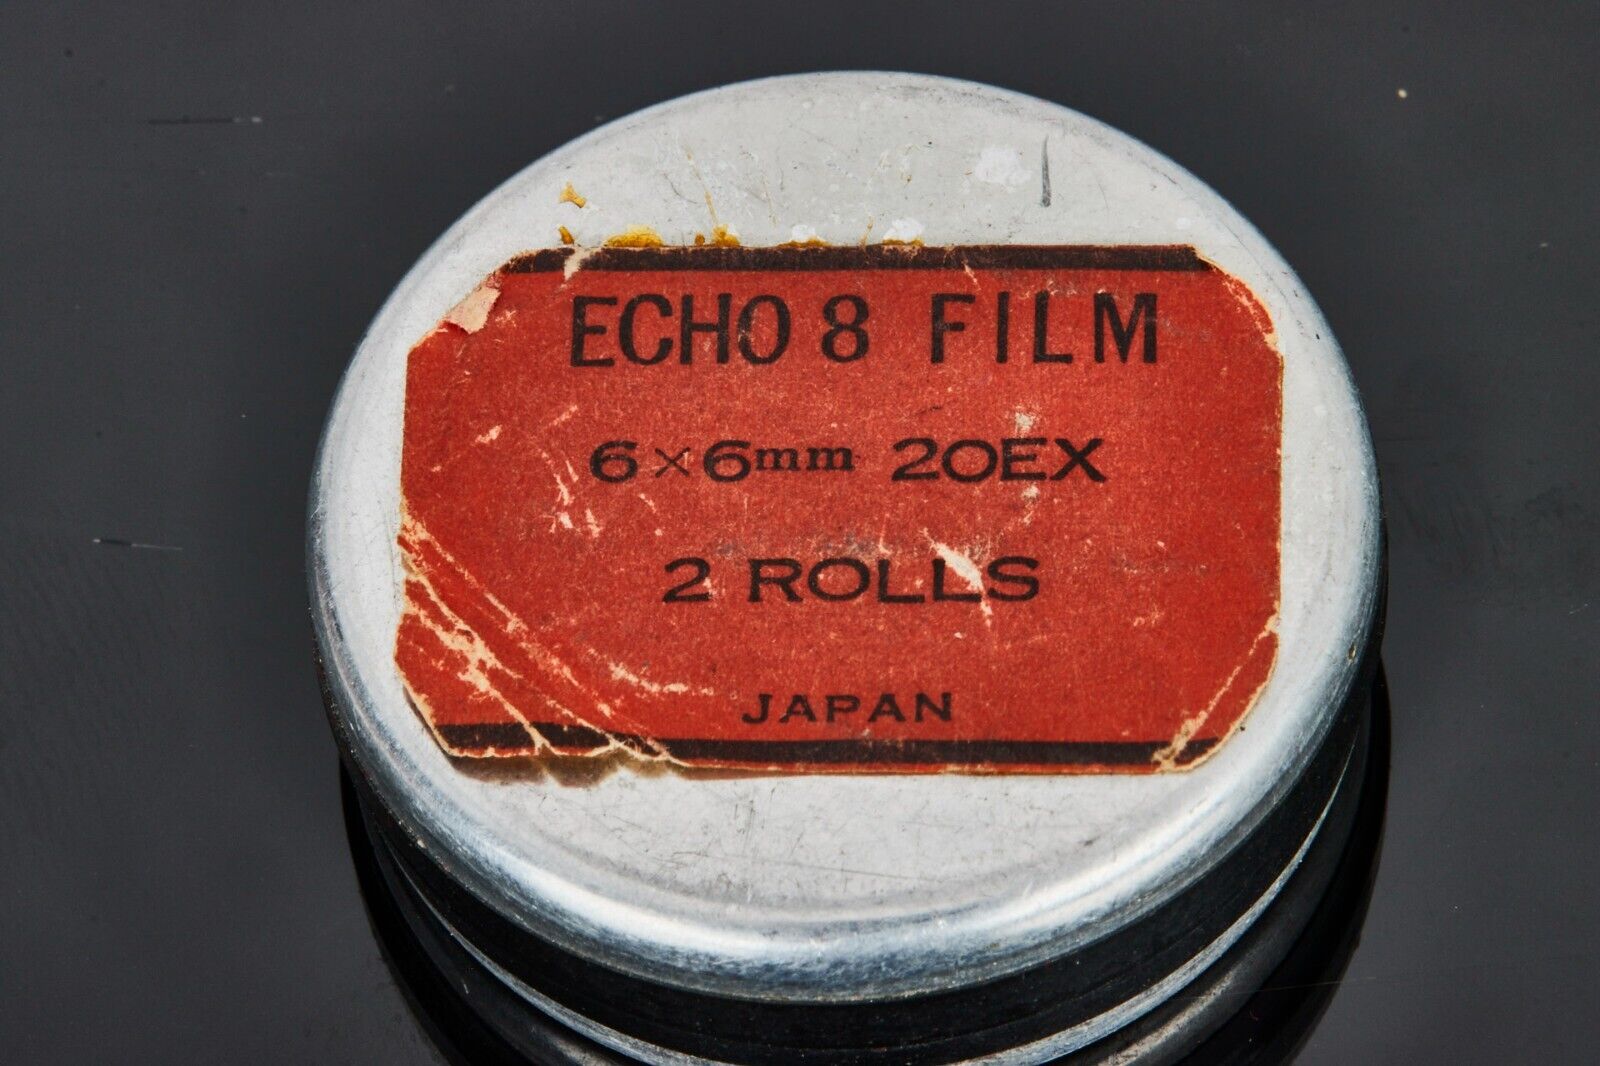 ECHO 8 FILM
6×6mm 20EX
2 ROLLS
JAPAN